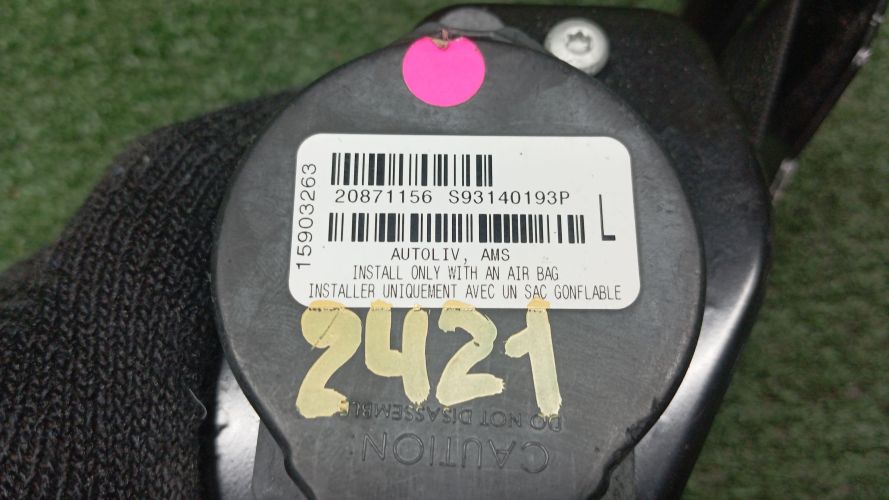 15903263
20871156 S93140193P
L
AUTOLIV, AMS
INSTALL ONLY WITH AN AIR BAG
INSTALLER UNIQUEMENT AVEC UN SAC GONFLABLE
2421
CAUTION:
DO NOT DISASSEMBLE